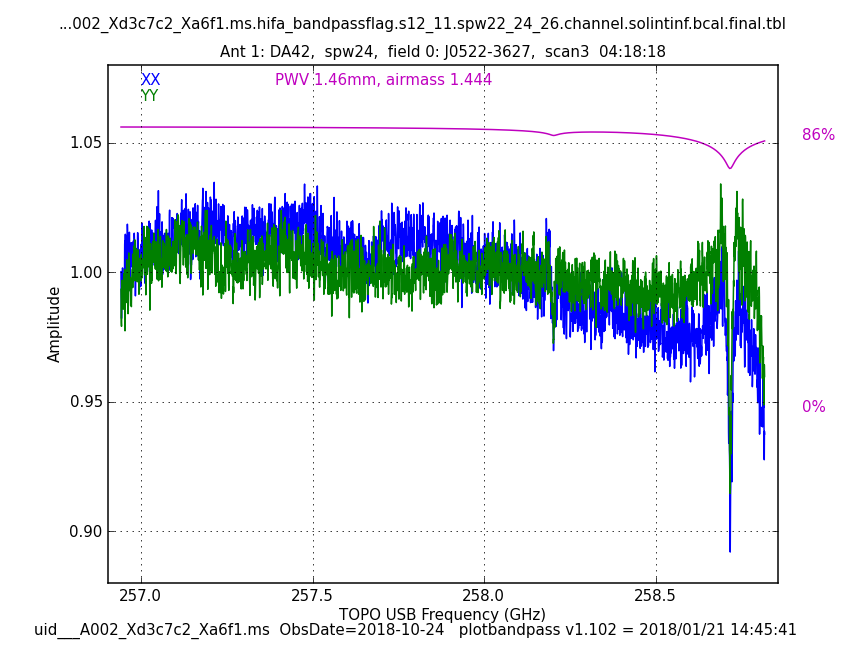 ...002_Xd3c7c2_Xa6f1.ms.hifa_bandpassflag.s12_11.spw22_24_26.channel.solintinf.bcal.final.tbl
Ant 1: DA42,  spw24,  field 0: J0522-3627,  scan3  04:18:18
XX
PWV 1.46mm, airmass 1.444
YY
86%
1.05
1.00
0.95
0.90
0%
Amplitude
257.0
257.5
258.0
258.5
TOPO USB Frequency (GHz)
uid___A002_Xd3c7c2_Xa6f1.ms  ObsDate=2018-10-24   plotbandpass v1.102 = 2018/01/21 14:45:41